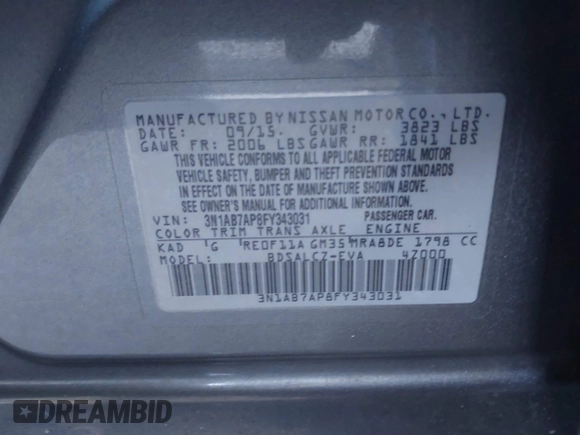 MANUFACTURED BY NISSAN MOTOR CO., LTD.
DATE: 09/15. GVWR: 3823 LBS
GAWR FR: 2006 LBS GAWR RR: 1841 LBS
THIS VEHICLE CONFORMS TO ALL APPLICABLE FEDERAL MOTOR
VEHICLE SAFETY, BUMPER, AND THEFT PREVENTION STANDARDS
IN EFFECT ON THE DATE OF MANUFACTURE SHOWN ABOVE.
SEE OWNER'S MANUAL FOR ADDITIONAL INFORMATION.
VIN: 3N1AB7AP8FY343031 PASSENGER CAR.
COLOR TRIM TRANS AXLE ENGINE
KAD G RE0F11A GM35 MRA8DE 1798 CC
MODEL: BDSALCZ-EVA 4Z000
3N1AB7AP8FY343031
DREAMBID